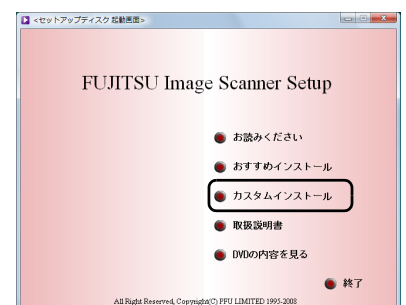 <セットアップディスク 起動画面>
FUJITSU Image Scanner Setup
お読みください
おすすめインストール
カスタムインストール
取扱説明書
DVDの内容を見る
終了
All Right Reserved, Copyright(C) PFU LIMITED 1995-2008